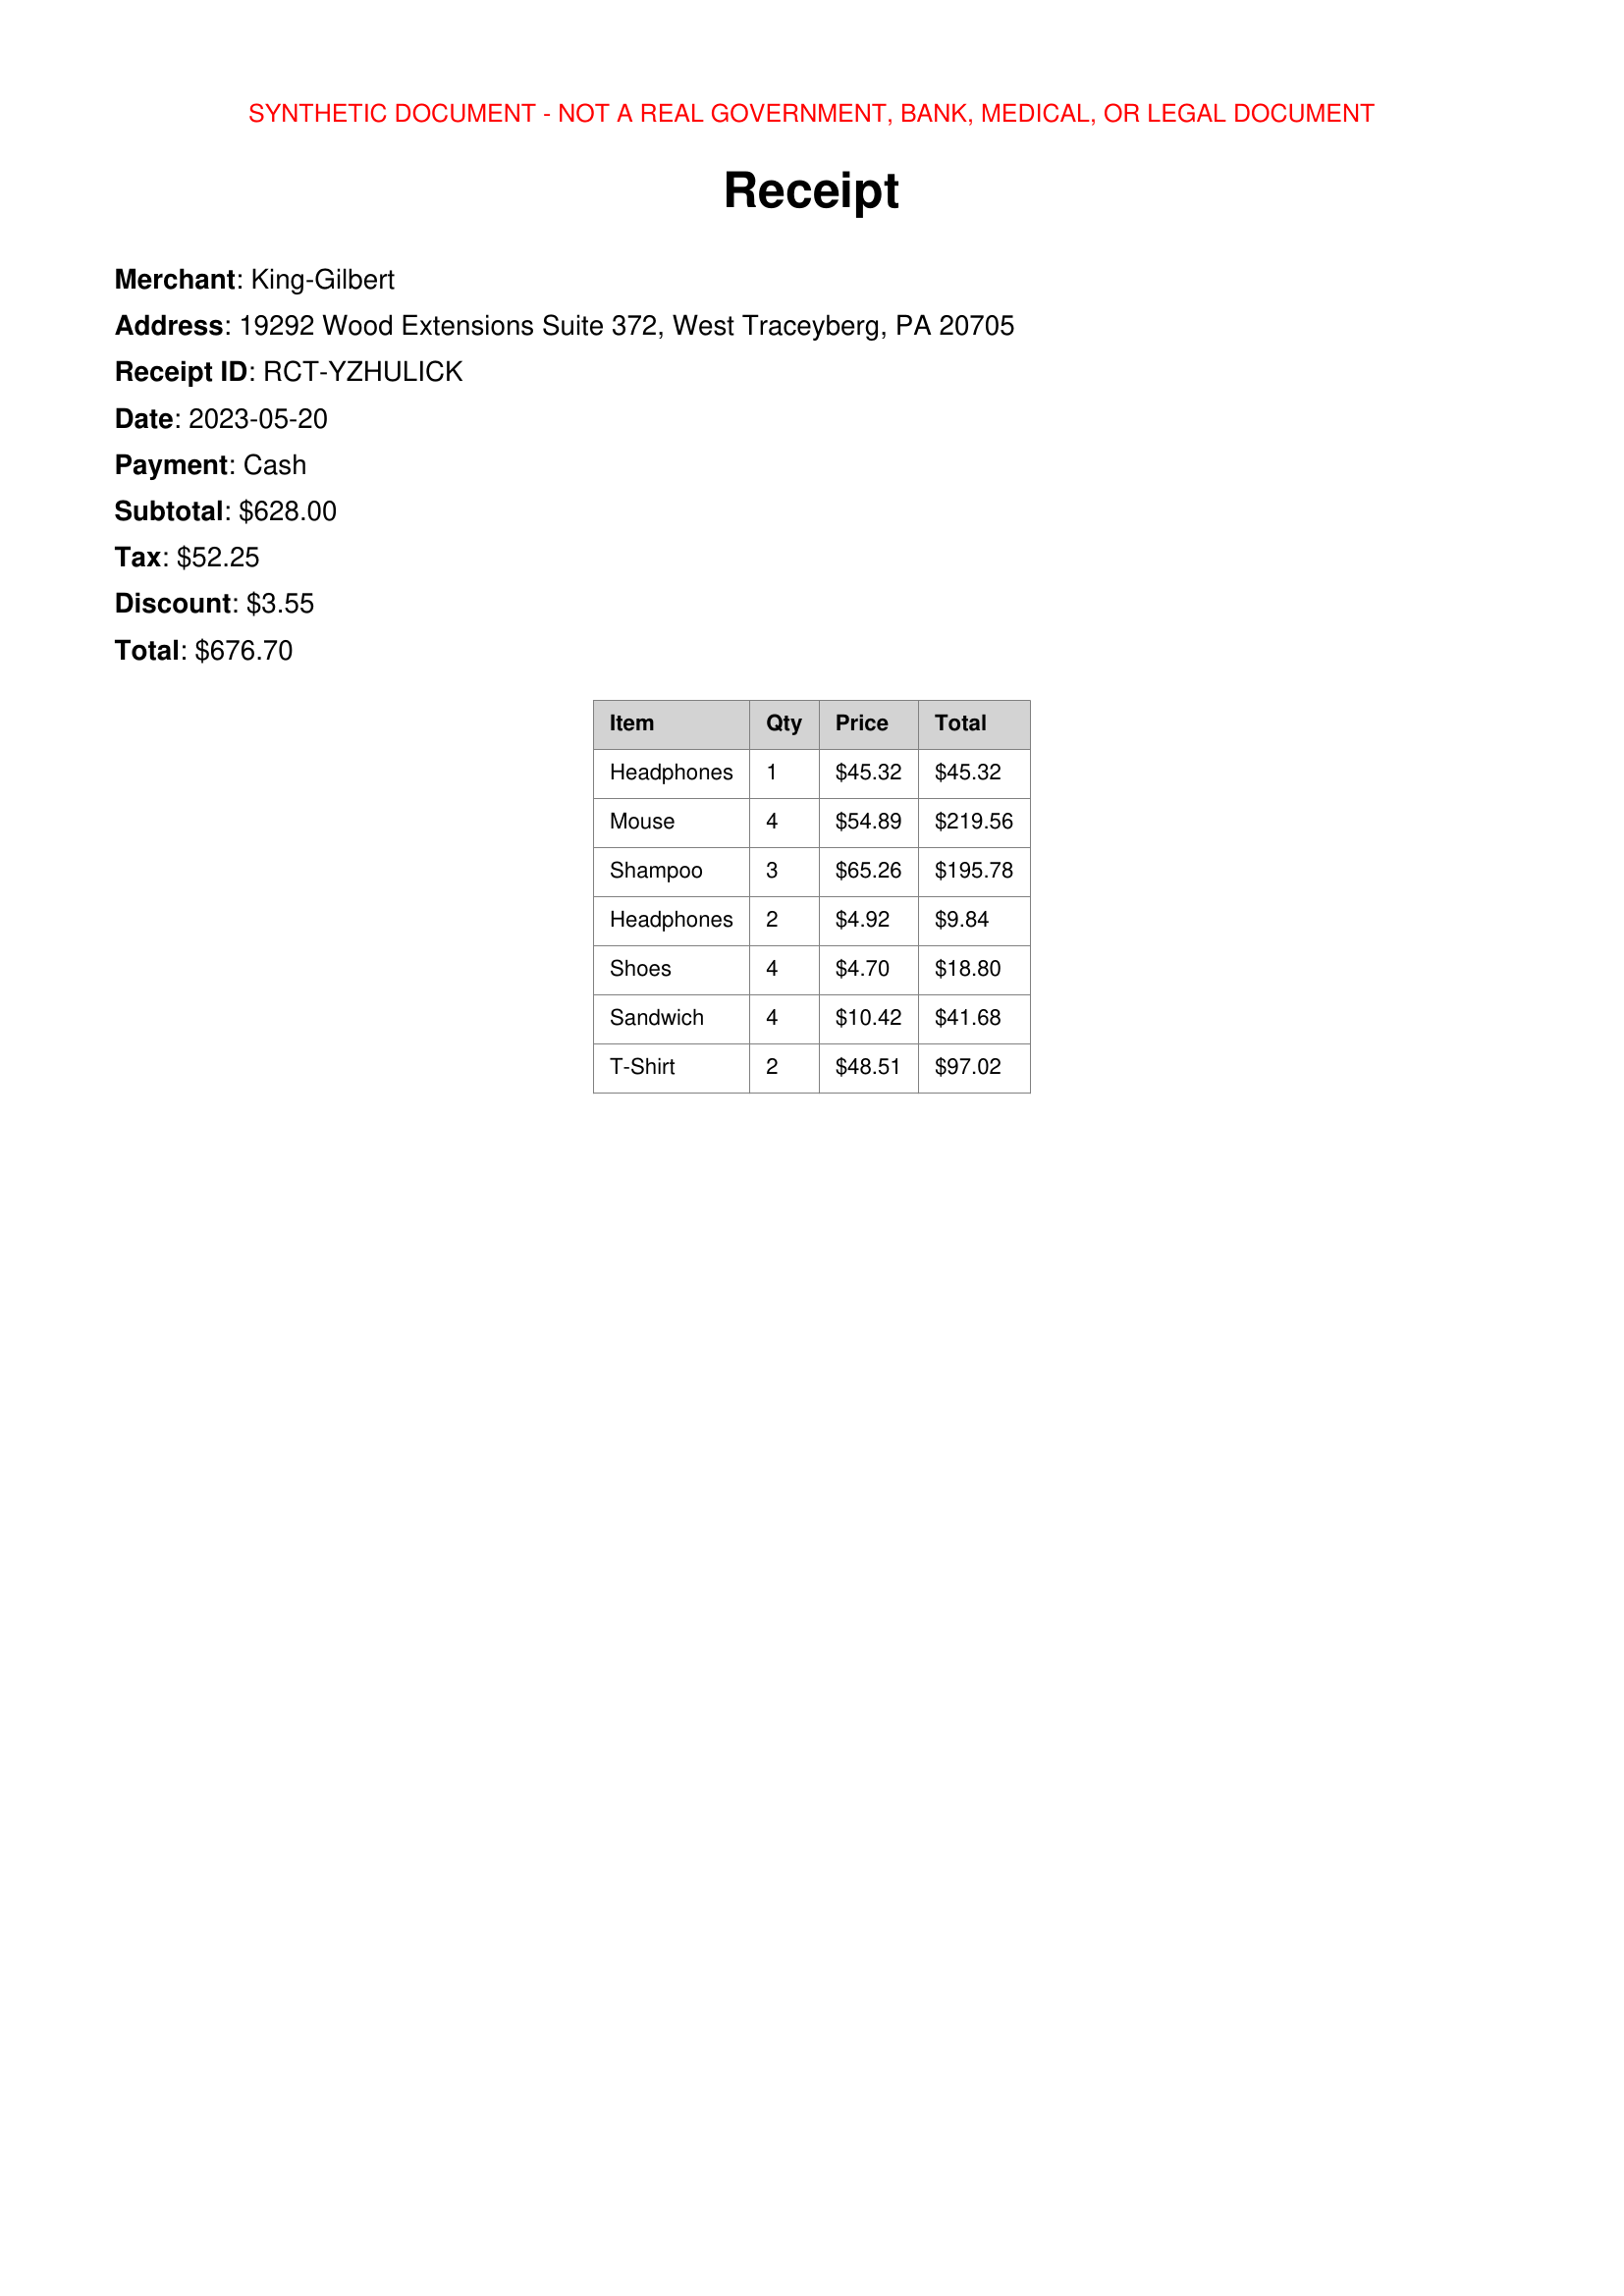 SYNTHETIC DOCUMENT - NOT A REAL GOVERNMENT, BANK, MEDICAL, OR LEGAL DOCUMENT
Receipt
Merchant: King-Gilbert
Address: 19292 Wood Extensions Suite 372, West Traceyberg, PA 20705
Receipt ID: RCT-YZHULICK
Date: 2023-05-20
Payment: Cash
Subtotal: $628.00
Tax: $52.25
Discount: $3.55
Total: $676.70
Item Qty Price Total
Headphones 1 $45.32 $45.32
Mouse 4 $54.89 $219.56
Shampoo 3 $65.26 $195.78
Headphones 2 $4.92 $9.84
Shoes 4 $4.70 $18.80
Sandwich 4 $10.42 $41.68
T-Shirt 2 $48.51 $97.02